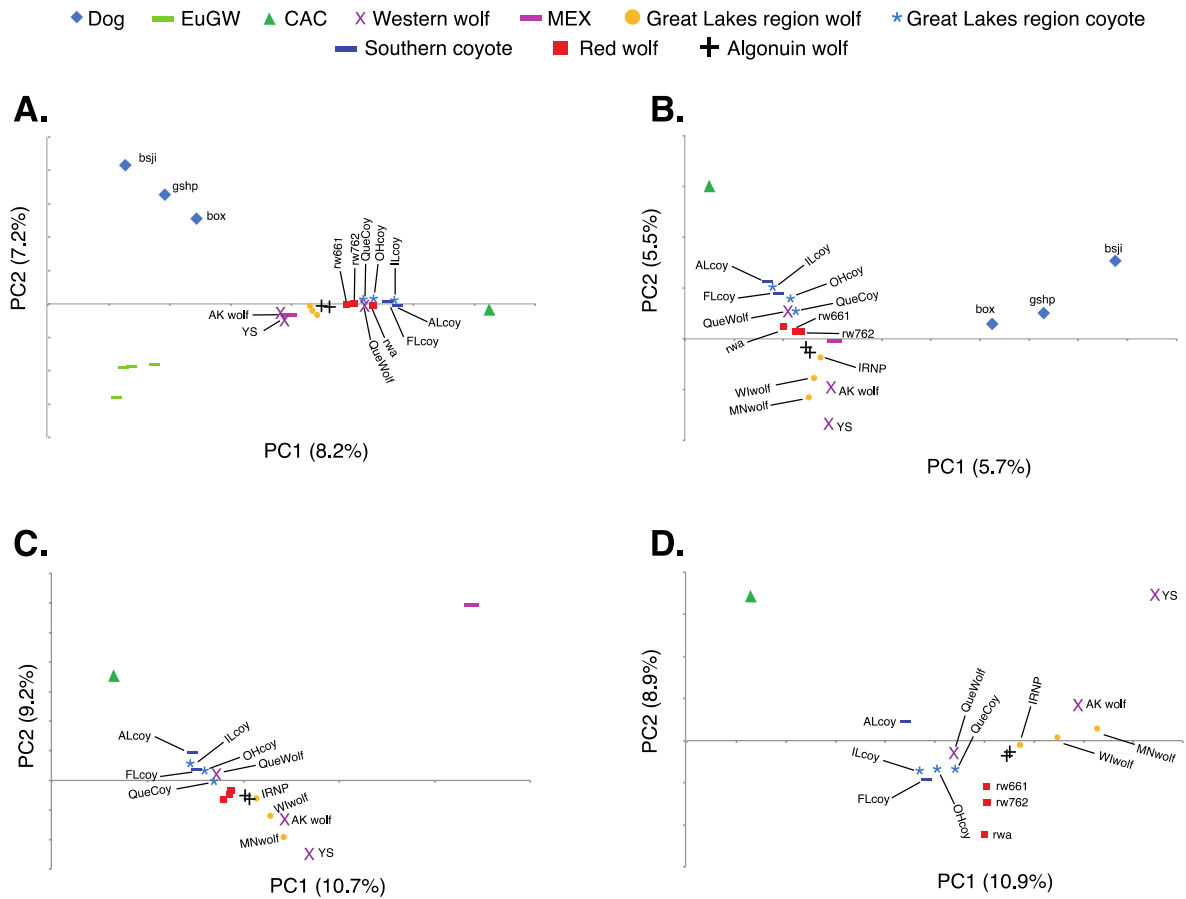 Dog EuGW CAC Western wolf MEX Great Lakes region wolf Great Lakes region coyote
Southern coyote Red wolf Algonuin wolf
A.
bsji
gshp
box
rw661
rw762
QueCoy
OHcoy
ILcoy
AK wolf
YS
ALcoy
FLcoy
rwa
QueWolf
PC2 (7.2%)
PC1 (8.2%)
B.
ALcoy
ILcoy
bsji
OHcoy
FLcoy
QueCoy
QueWolf
rw661
box
gshp
rwa
rw762
IRNP
WIwolf
AK wolf
MNwolf
YS
PC2 (5.5%)
PC1 (5.7%)
C.
ALcoy
ILcoy
OHcoy
QueWolf
FLcoy
QueCoy
IRNP
WIwolf
AK wolf
MNwolf
YS
PC2 (9.2%)
PC1 (10.7%)
D.
YS
QueWolf
QueCoy
IRNP
AK wolf
ALcoy
MNwolf
WIwolf
ILcoy
FLcoy
OHcoy
rw661
rw762
rwa
PC2 (8.9%)
PC1 (10.9%)